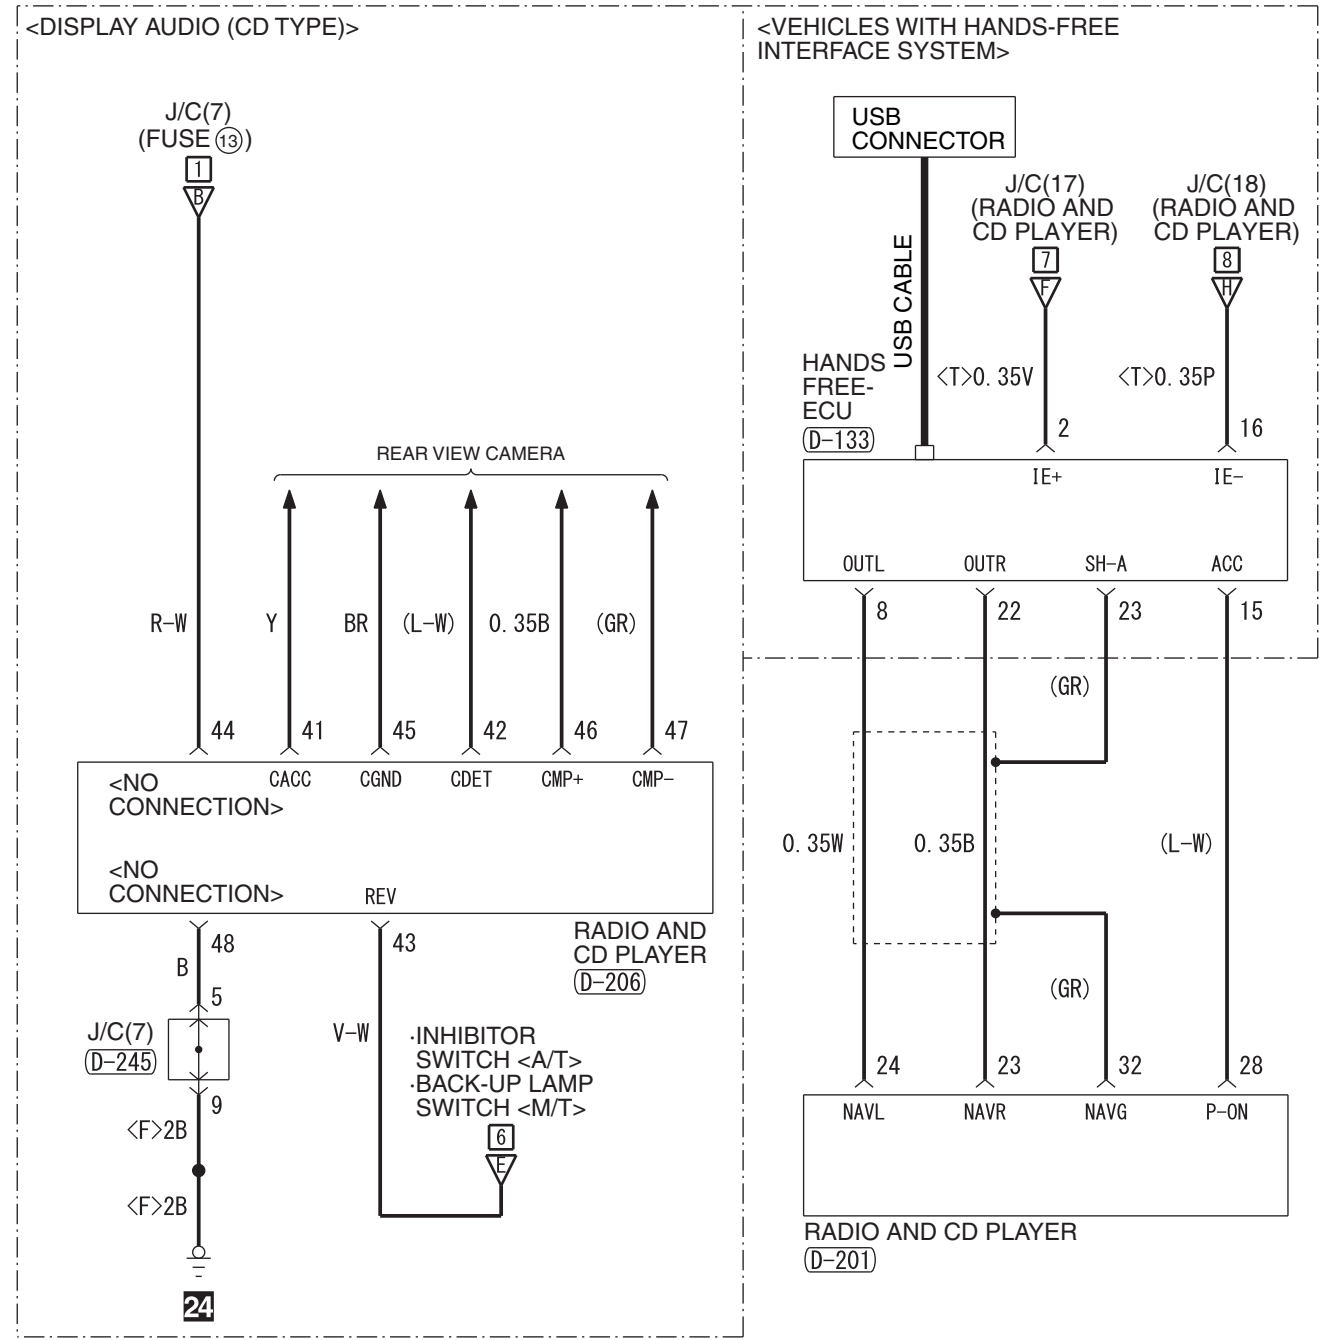 <DISPLAY AUDIO (CD TYPE)>
J/C(7)
(FUSE 13)
1
B
REAR VIEW CAMERA
R-W
Y
BR
(L-W)
0.35B
(GR)
44
41
45
42
46
47
<NO
CONNECTION>
CACC
CGND
CDET
CMP+
CMP-
<NO
CONNECTION>
REV
48
43
RADIO AND
CD PLAYER
(D-206)
B
5
J/C(7)
(D-245)
9
<F>2B
<F>2B
24
V-W
·INHIBITOR
SWITCH <A/T>
·BACK-UP LAMP
SWITCH <M/T>
6
E
<VEHICLES WITH HANDS-FREE
INTERFACE SYSTEM>
USB
CONNECTOR
USB CABLE
J/C(17)
(RADIO AND
CD PLAYER)
7
F
J/C(18)
(RADIO AND
CD PLAYER)
8
H
<T>0.35V
<T>0.35P
HANDS
FREE-
ECU
(D-133)
2
16
IE+
IE-
OUTL
OUTR
SH-A
ACC
8
22
23
15
(GR)
0.35W
0.35B
(L-W)
(GR)
24
23
32
28
NAVL
NAVR
NAVG
P-ON
RADIO AND CD PLAYER
(D-201)